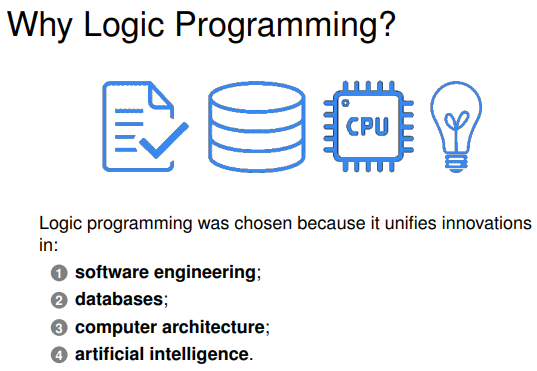 Why Logic Programming?
CPU
Logic programming was chosen because it unifies innovations
in:
1 software engineering;
2 databases;
3 computer architecture;
4 artificial intelligence.